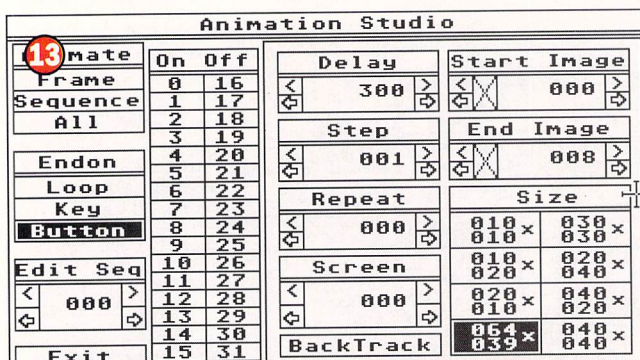 Animation Studio
13
mate
Frame
Sequence
All
Endon
Loop
Key
Button
Edit Seq
< >
000
Exit
On Off
0 16
1 17
2 18
3 19
4 20
5 21
6 22
7 23
8 24
9 25
10 26
11 27
12 28
13 29
14 30
15 31
Delay
< 300 >
Step
< 001 >
Repeat
< 000 >
Screen
< 000 >
BackTrack
Start Image
< 000 >
End Image
< 008 >
Size
010 010 x
030 030 x
010 020 x
020 040 x
020 010 x
040 020 x
064 039 x
040 040 x